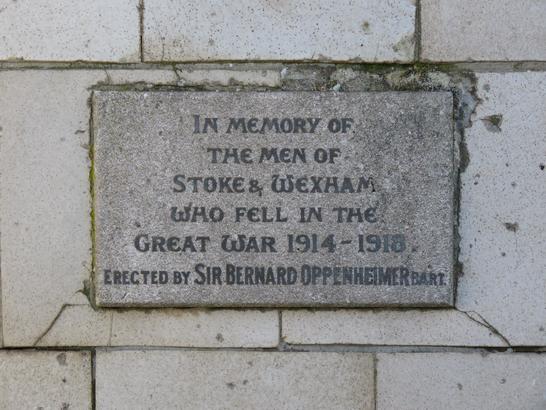 IN MEMORY OF
THE MEN OF
STOKE & WEXHAM
WHO FELL IN THE
GREAT WAR 1914-1918.
ERECTED BY SIR BERNARD OPPENHEIMER BART.